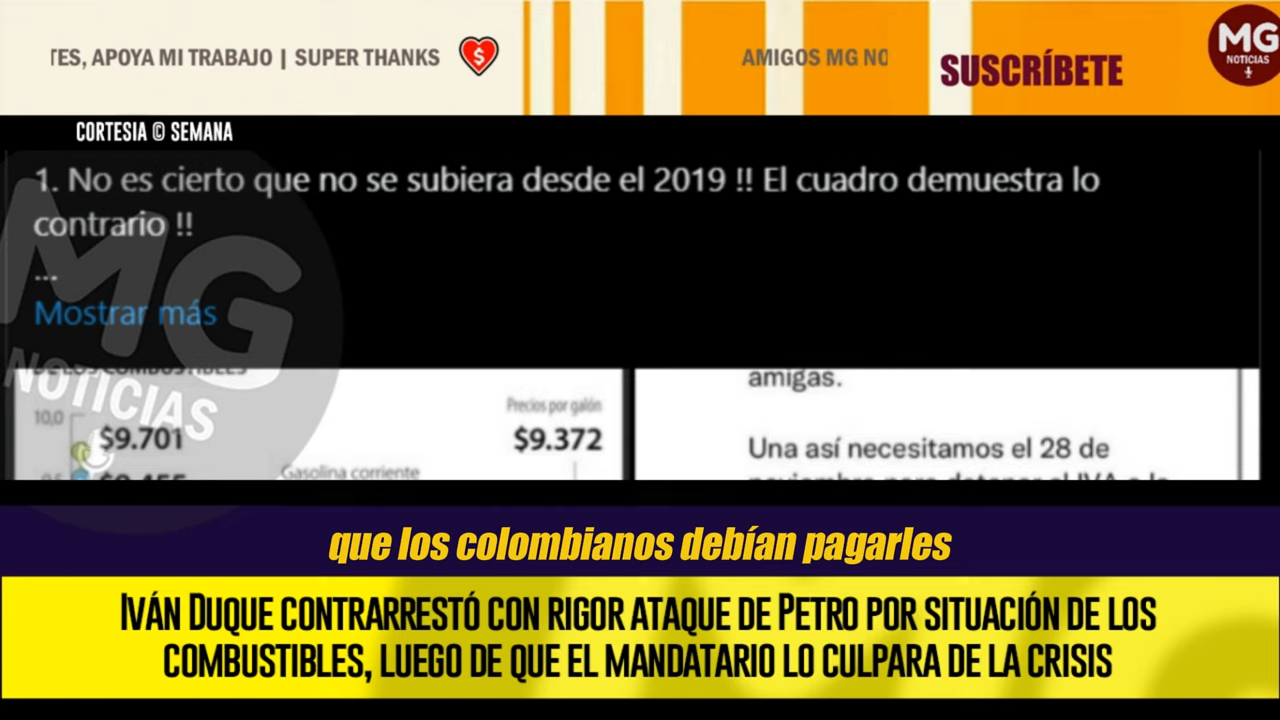 TES, APOYA MI TRABAJO | SUPER THANKS
AMIGOS MG NO
SUSCRÍBETE
MG
NOTICIAS
CORTESIA © SEMANA
1. No es cierto que no se subiera desde el 2019 !! El cuadro demuestra lo
contrario !!
...
Mostrar más
MG
NOTICIAS
10,0
$9.701
Gasolina corriente
Precios por galón
$9.372
amigas.
Una así necesitamos el 28 de
que los colombianos debían pagarles
IVÁN DUQUE CONTRARRESTÓ CON RIGOR ATAQUE DE PETRO POR SITUACIÓN DE LOS
COMBUSTIBLES, LUEGO DE QUE EL MANDATARIO LO CULPARA DE LA CRISIS